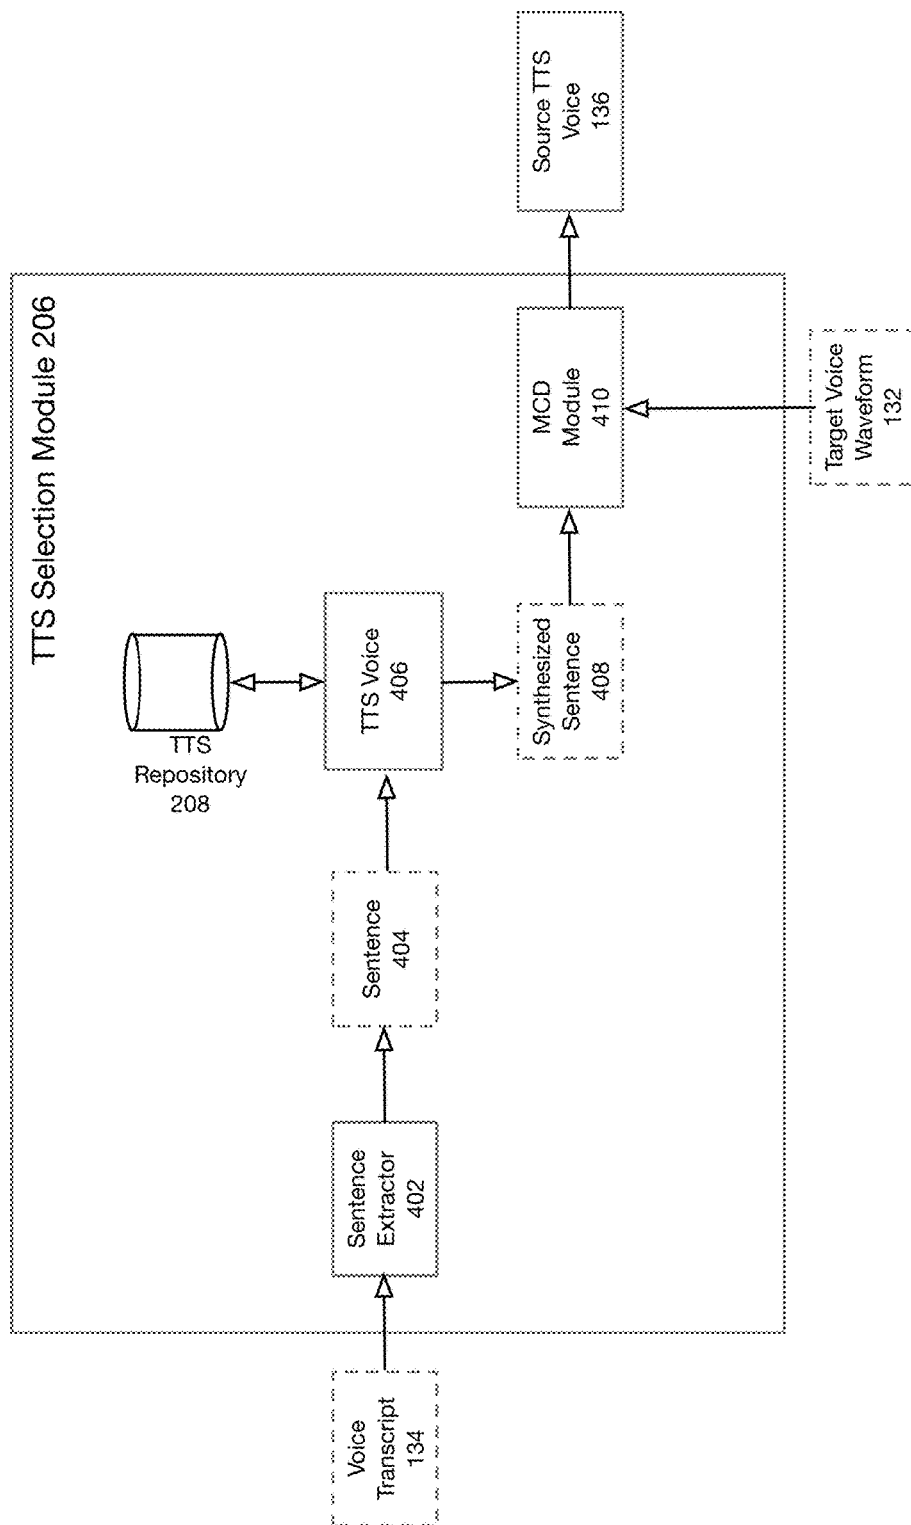 TTS Selection Module 206
TTS
Repository
208
Voice
Transcript
134
Sentence
Extractor
402
Sentence
404
TTS Voice
406
Synthesized
Sentence
408
MCD
Module
410
Source TTS
Voice
136
Target Voice
Waveform
132